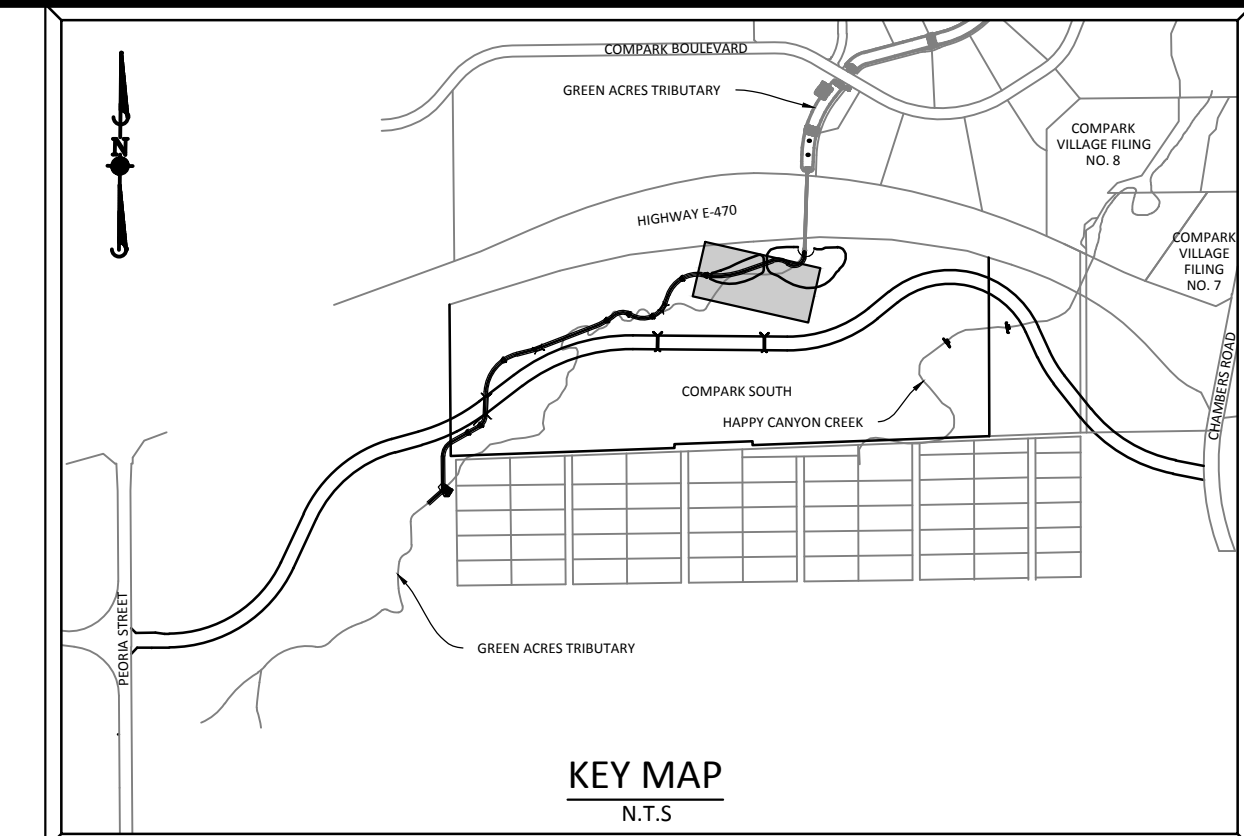 COMPARK BOULEVARD
GREEN ACRES TRIBUTARY
COMPARK
VILLAGE FILING
NO. 8
N
HIGHWAY E-470
COMPARK
VILLAGE
FILING
NO. 7
CHAMBERS ROAD
COMPARK SOUTH
HAPPY CANYON CREEK
PEORIA STREET
GREEN ACRES TRIBUTARY
KEY MAP
N.T.S